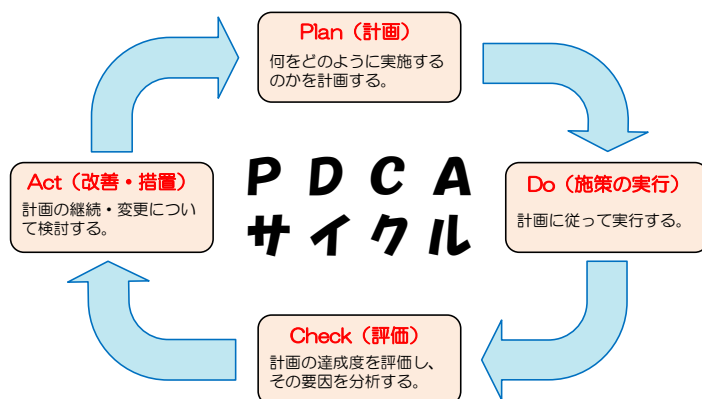 Plan（計画）
何をどのように実施する
のかを計画する。
Do（施策の実行）
計画に従って実行する。
Check（評価）
計画の達成度を評価し、
その要因を分析する。
Act（改善・措置）
計画の継続・変更につい
て検討する。
ＰＤＣＡ
サイクル